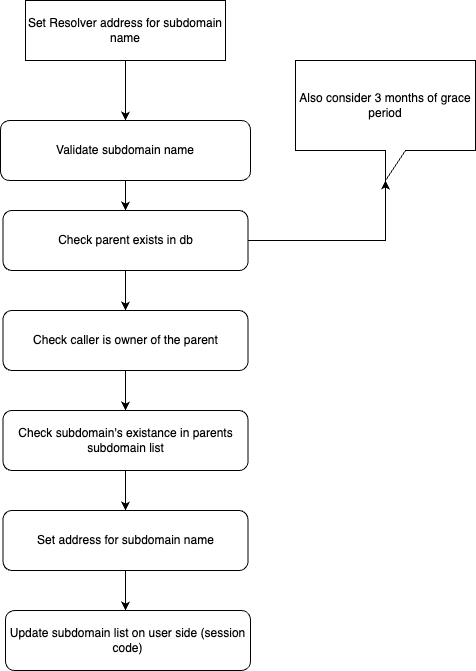 Set Resolver address for subdomain
name
Also consider 3 months of grace
period
Validate subdomain name
Check parent exists in db
Check caller is owner of the parent
Check subdomain's existance in parents
subdomain list
Set address for subdomain name
Update subdomain list on user side (session
code)